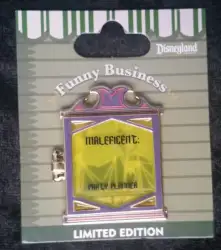 Disneyland
Funny Business
MALEFICENT:
PARTY PLANNER
LIMITED EDITION